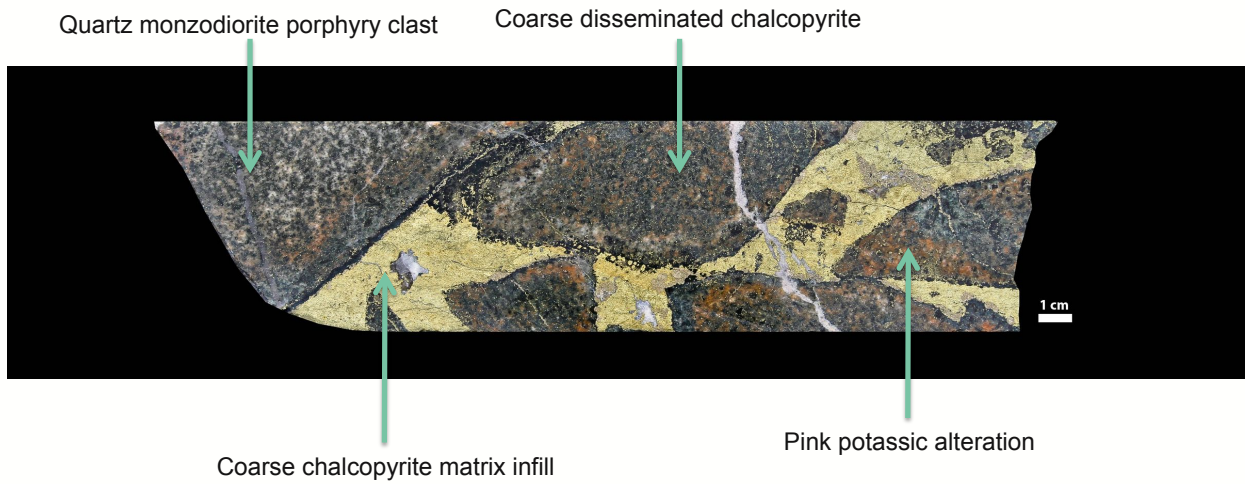 Quartz monzodiorite porphyry clast
Coarse disseminated chalcopyrite
1 cm
Pink potassic alteration
Coarse chalcopyrite matrix infill